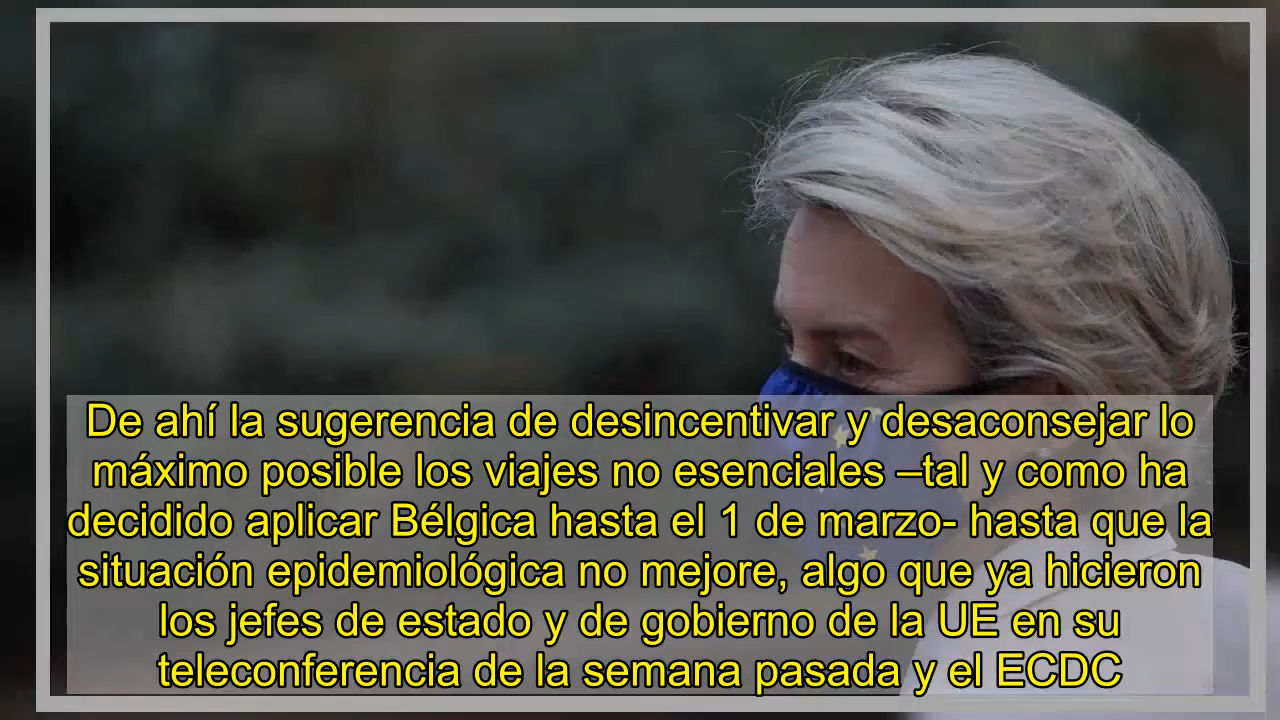 De ahí la sugerencia de desincentivar y desaconsejar lo
máximo posible los viajes no esenciales –tal y como ha
decidido aplicar Bélgica hasta el 1 de marzo- hasta que la
situación epidemiológica no mejore, algo que ya hicieron
los jefes de estado y de gobierno de la UE en su
teleconferencia de la semana pasada y el ECDC